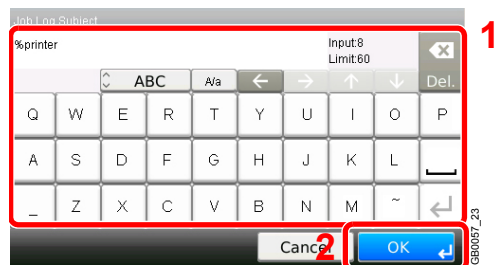 Job Log Subject
1
%printer
Input:8
Limit:60
ABC A/a ← → ↑ ↓ Del.
Q W E R T Y U I O P
A S D F G H J K L
_ Z X C V B N M ~
2
Cancel OK
GB0057_23